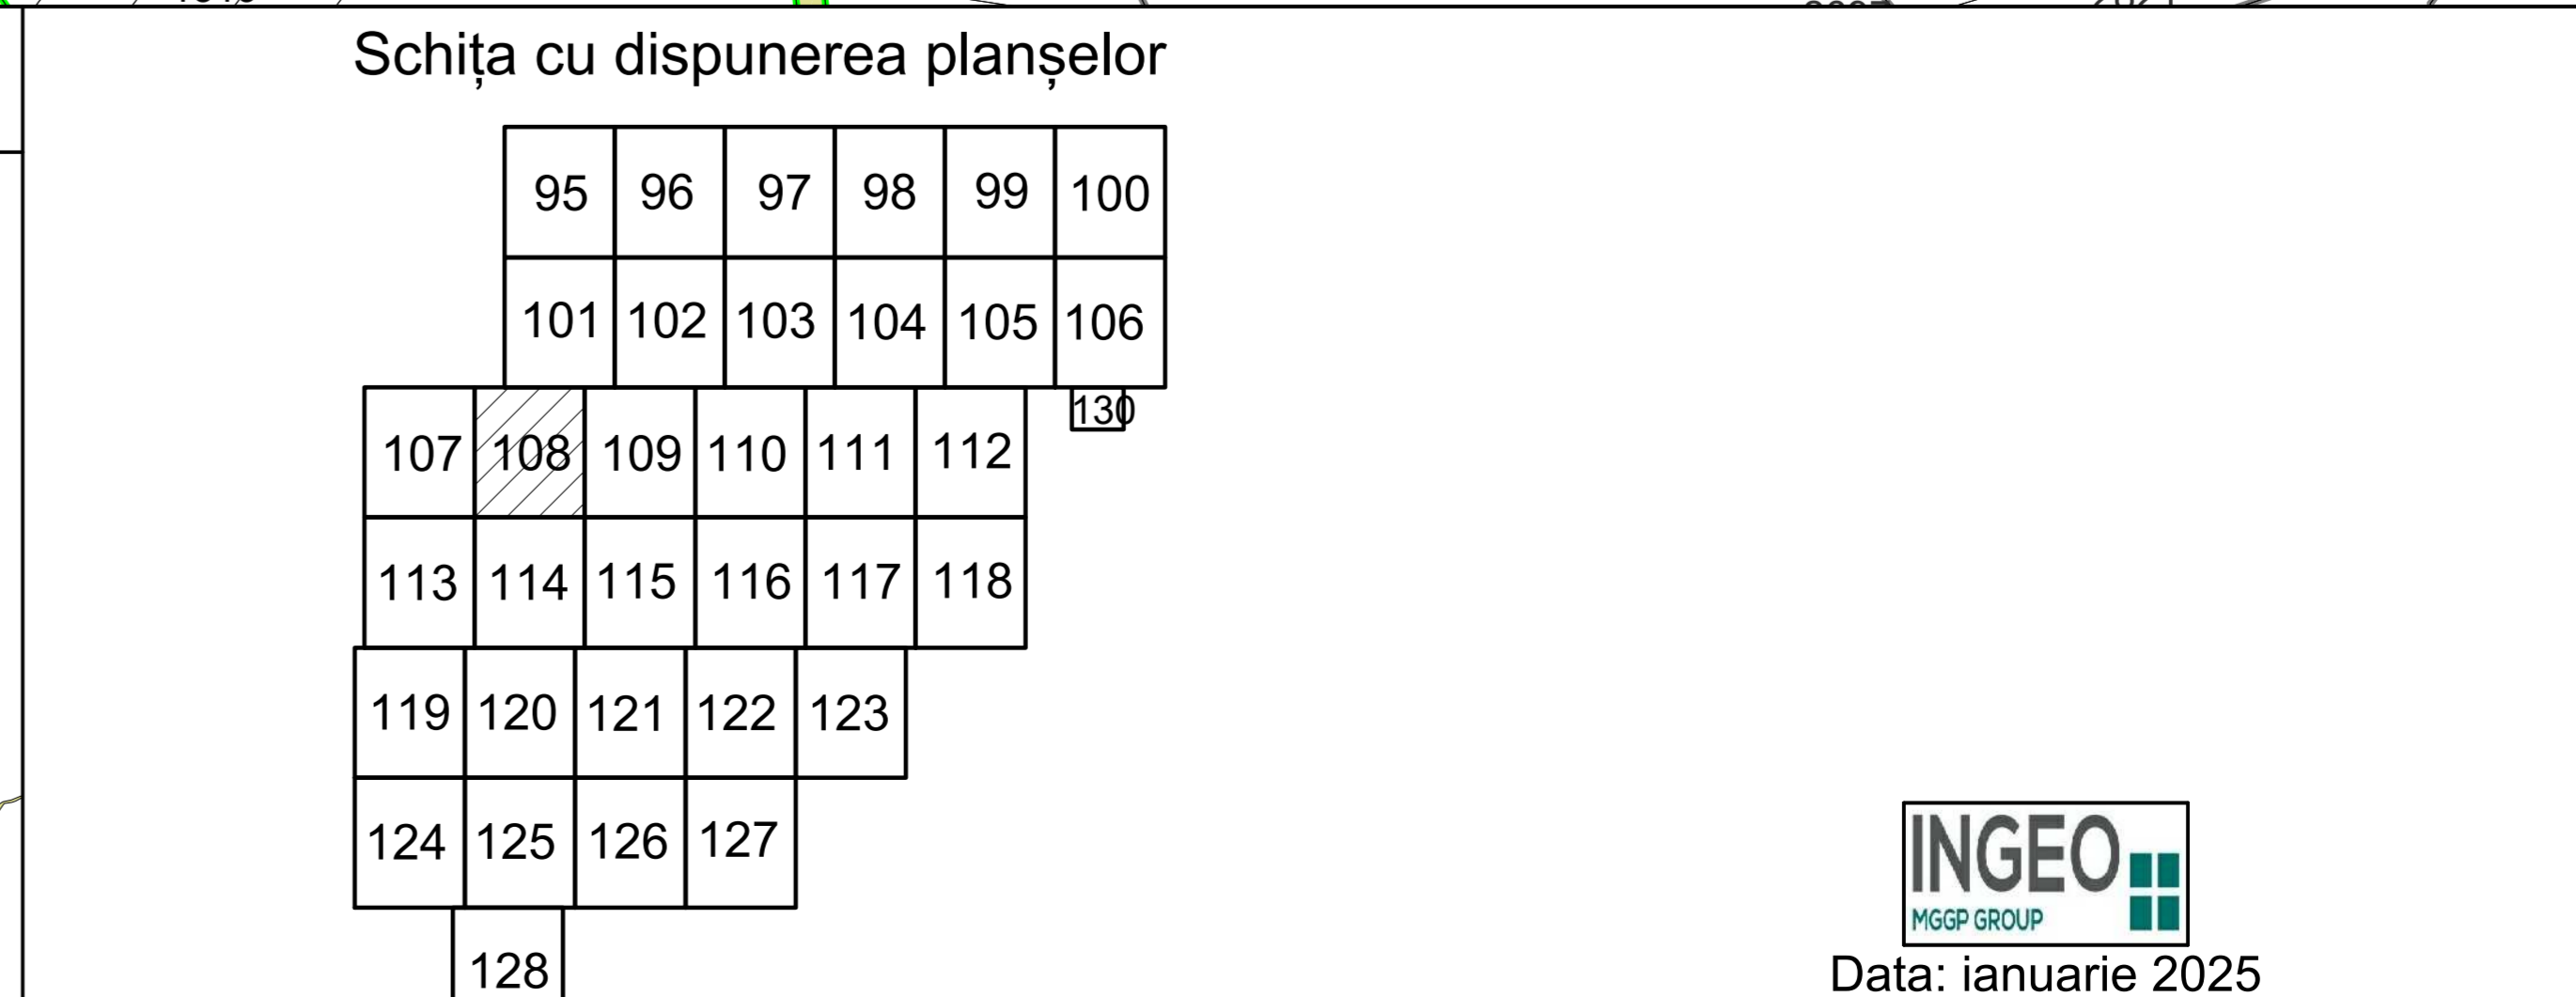 Schița cu dispunerea planșelor
95 96 97 98 99 100
101 102 103 104 105 106
130
107 108 109 110 111 112
113 114 115 116 117 118
119 120 121 122 123
124 125 126 127
128
INGEO
MGGP GROUP
Data: ianuarie 2025